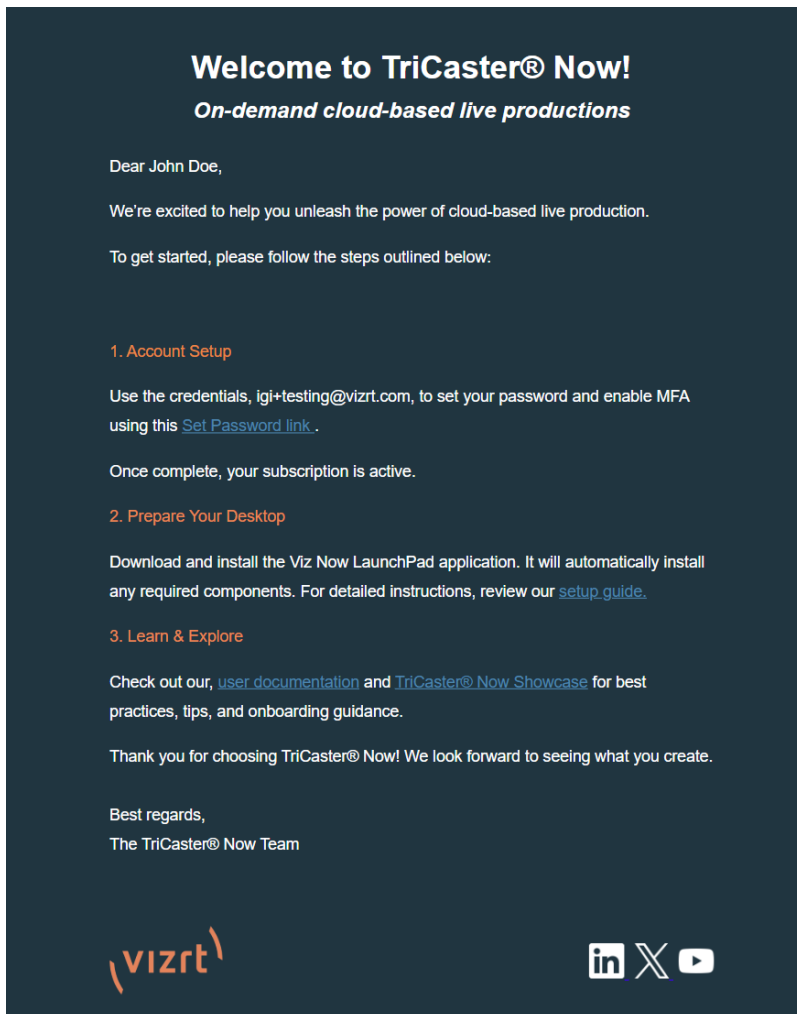 Welcome to TriCaster® Now!
On-demand cloud-based live productions
Dear John Doe,
We're excited to help you unleash the power of cloud-based live production.
To get started, please follow the steps outlined below:
1. Account Setup
Use the credentials, igi+testing@vizrt.com, to set your password and enable MFA
using this Set Password link .
Once complete, your subscription is active.
2. Prepare Your Desktop
Download and install the Viz Now LaunchPad application. It will automatically install
any required components. For detailed instructions, review our setup guide.
3. Learn & Explore
Check out our, user documentation and TriCaster® Now Showcase for best
practices, tips, and onboarding guidance.
Thank you for choosing TriCaster® Now! We look forward to seeing what you create.
Best regards,
The TriCaster® Now Team
vizrt
in X